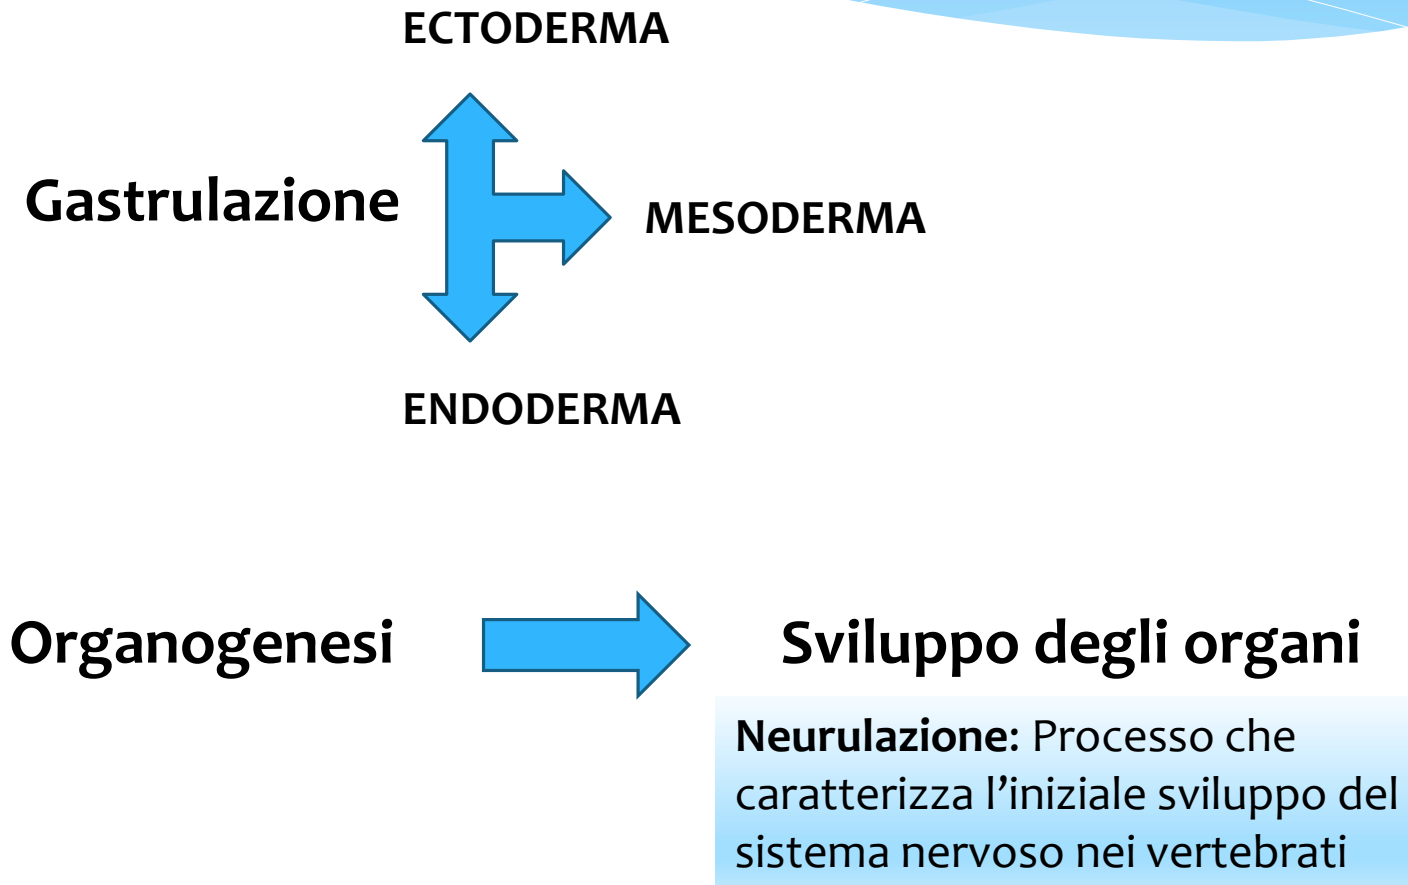 ECTODERMA
Gastrulazione
MESODERMA
ENDODERMA
Organogenesi
Sviluppo degli organi
Neurulazione: Processo che
caratterizza l’iniziale sviluppo del
sistema nervoso nei vertebrati